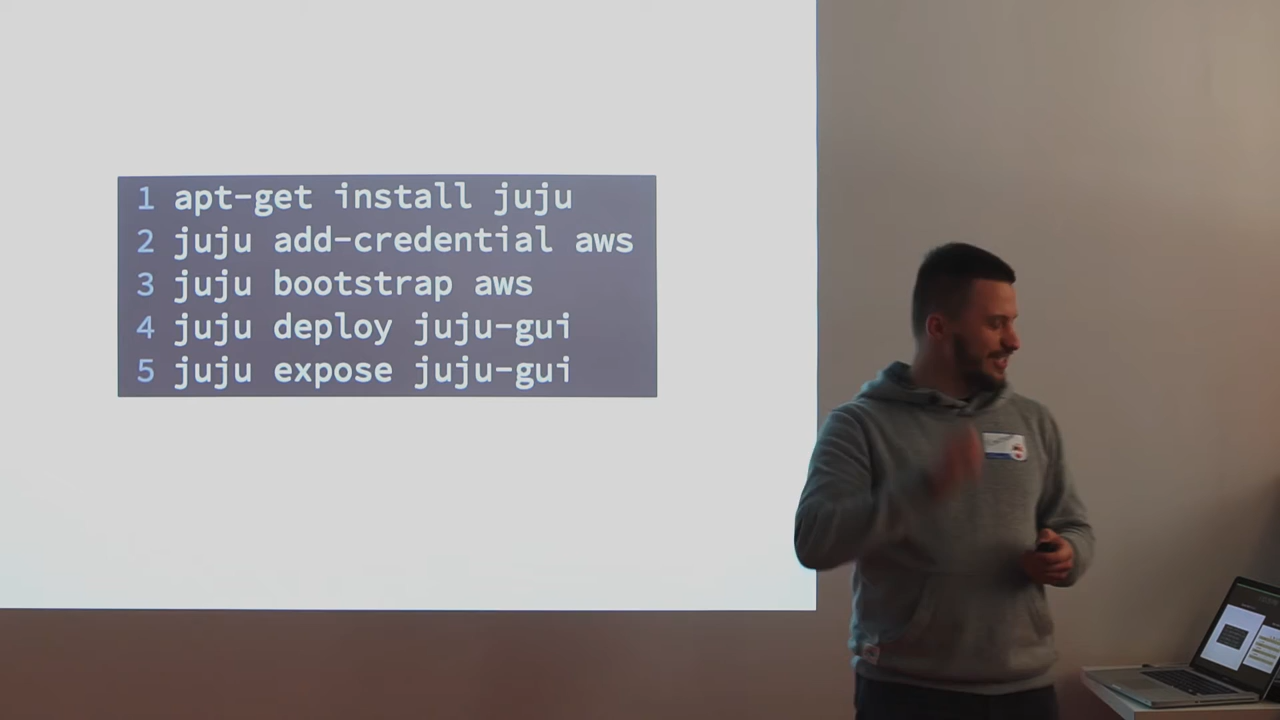 1 apt-get install juju
2 juju add-credential aws
3 juju bootstrap aws
4 juju deploy juju-gui
5 juju expose juju-gui